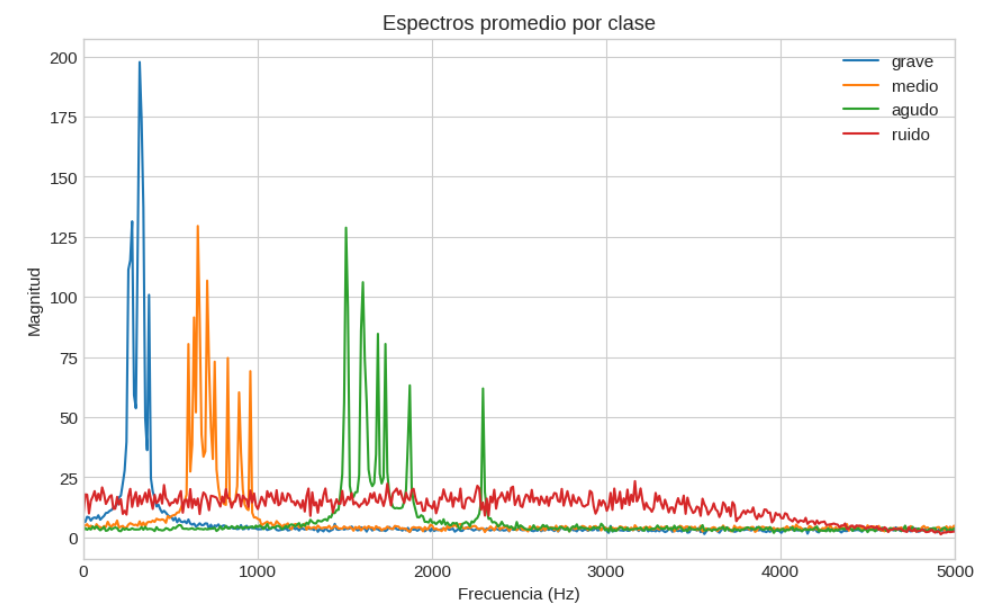 Espectros promedio por clase
200
175
150
125
100
75
50
25
0
Magnitud
grave
medio
agudo
ruido
0 1000 2000 3000 4000 5000
Frecuencia (Hz)